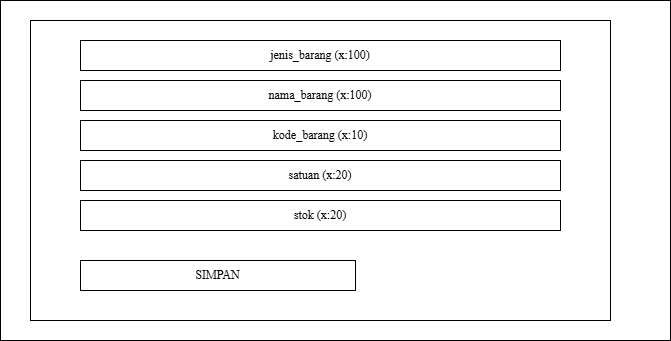 jenis_barang (x:100)
nama_barang (x:100)
kode_barang (x:10)
satuan (x:20)
stok (x:20)
SIMPAN